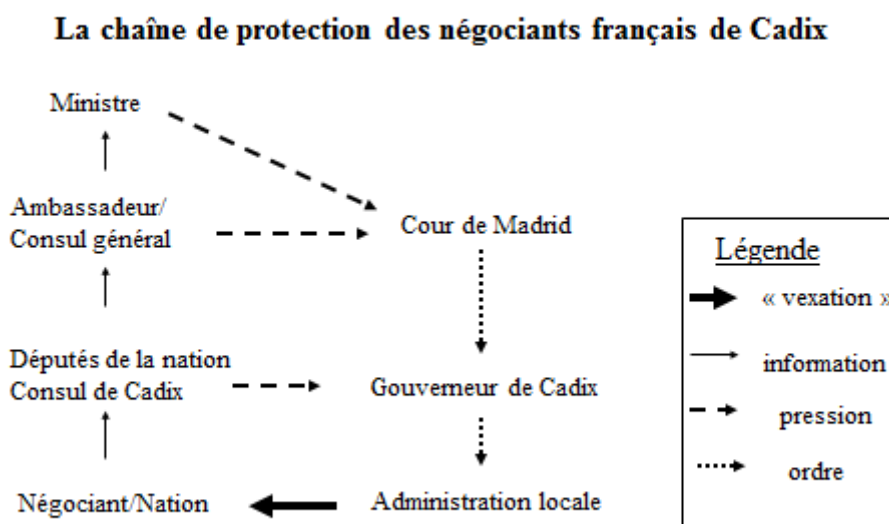 La chaîne de protection des négociants français de Cadix
Ministre
Ambassadeur/
Consul général
Cour de Madrid
Députés de la nation
Consul de Cadix
Gouverneur de Cadix
Négociant/Nation
Administration locale
Légende
« vexation »
information
pression
ordre